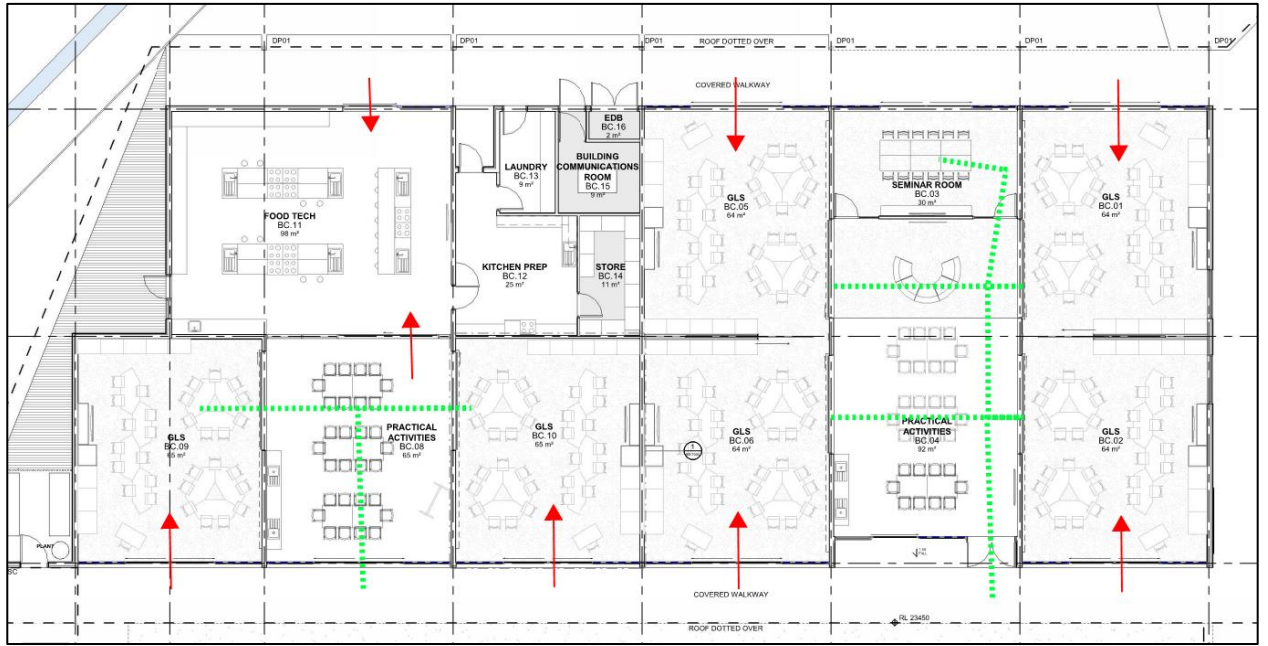 DP01
DP01
DP01
ROOF DOTTED OVER
DP01
DP01
DP01
COVERED WALKWAY
EDB
BC.16
2 m²
LAUNDRY
BC.13
9 m²
BUILDING
COMMUNICATIONS
ROOM
BC.15
9 m²
GLS
BC.05
64 m²
SEMINAR ROOM
BC.03
30 m²
GLS
BC.01
64 m²
FOOD TECH
BC.11
98 m²
KITCHEN PREP
BC.12
25 m²
STORE
BC.14
11 m²
GLS
BC.09
65 m²
PRACTICAL
ACTIVITIES
BC.08
65 m²
GLS
BC.10
65 m²
GLS
BC.06
64 m²
1
PRACTICAL
ACTIVITIES
BC.04
92 m²
GLS
BC.02
64 m²
PLANT
SC
COVERED WALKWAY
RL 23450
ROOF DOTTED OVER